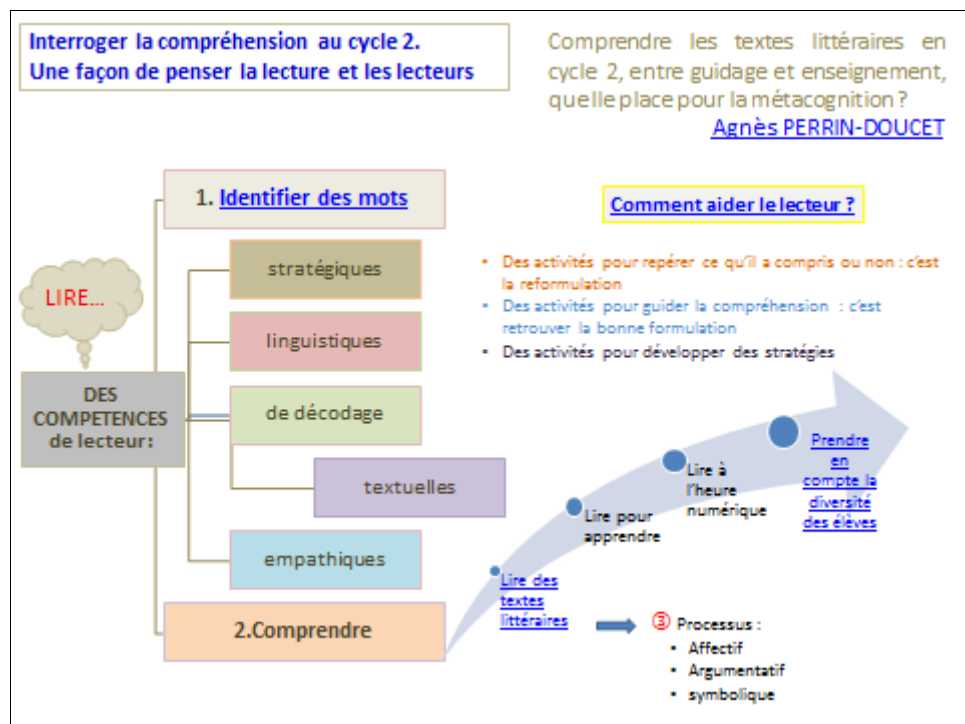 Interroger la compréhension au cycle 2.
Une façon de penser la lecture et les lecteurs
Comprendre les textes littéraires en
cycle 2, entre guidage et enseignement,
quelle place pour la métacognition ?
Agnès PERRIN-DOUCET
1. Identifier des mots
Comment aider le lecteur ?
stratégiques
• Des activités pour repérer ce qu'il a compris ou non : c'est
la reformulation
• Des activités pour guider la compréhension : c'est
retrouver la bonne formulation
• Des activités pour développer des stratégies
LIRE...
linguistiques
DES
COMPETENCES
de lecteur:
de décodage
textuelles
empathiques
2.Comprendre
Prendre
en
compte la
diversité
des élèves
Lire à
l'heure
numérique
Lire pour
apprendre
Lire des
textes
littéraires
③ Processus :
• Affectif
• Argumentatif
• symbolique